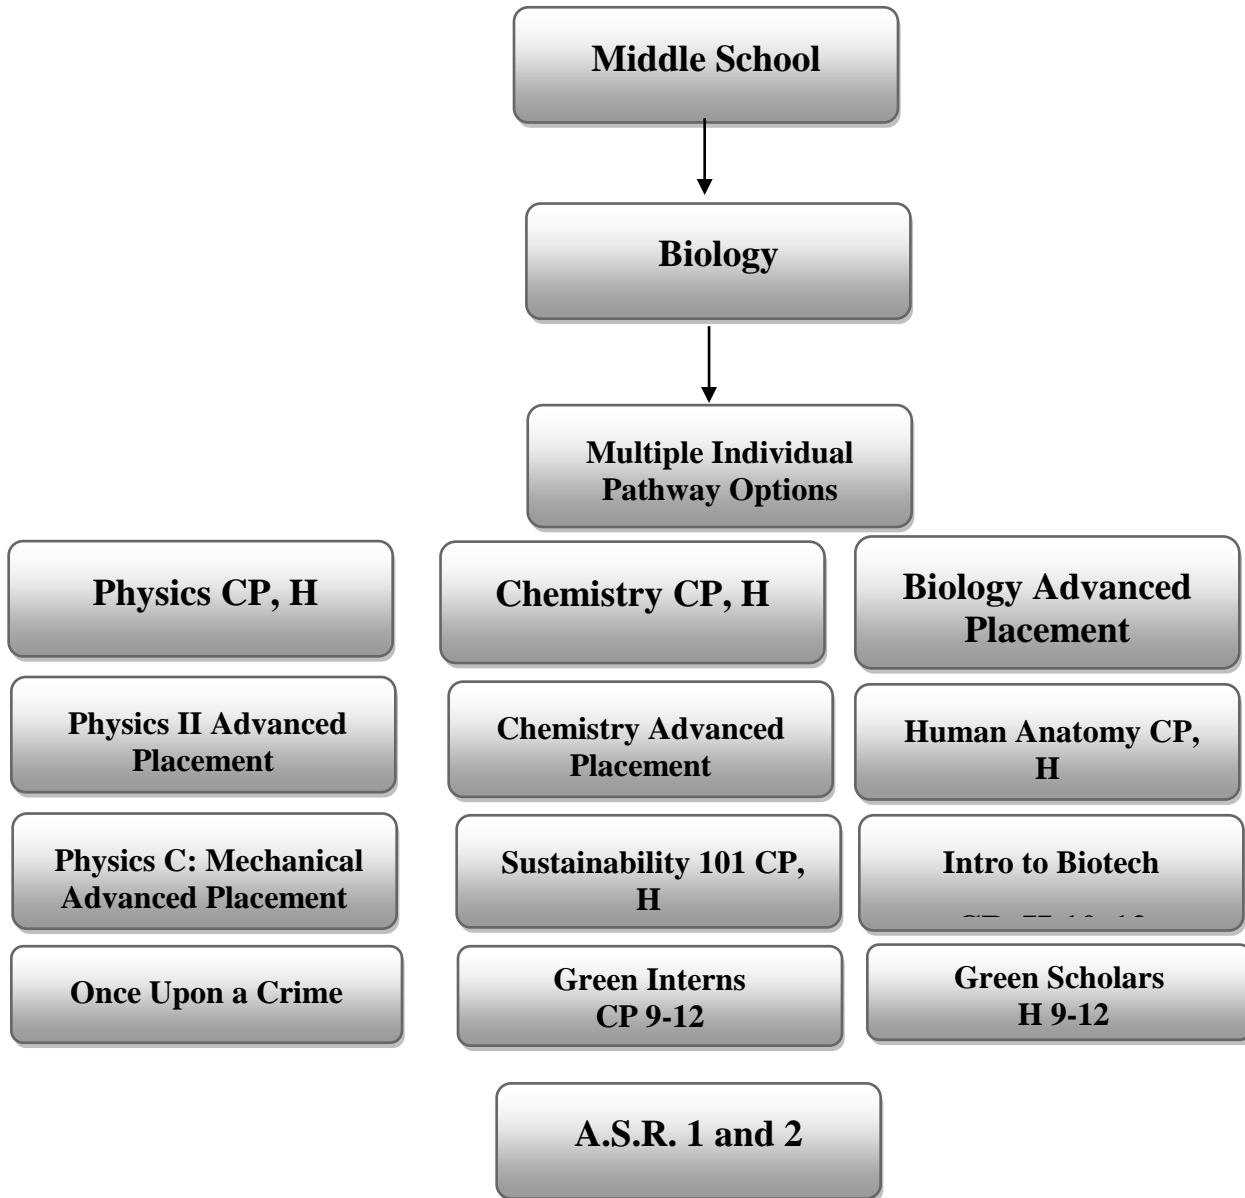 Middle School
Biology
Multiple Individual
Pathway Options
Physics CP, H
Chemistry CP, H
Biology Advanced
Placement
Physics II Advanced
Placement
Chemistry Advanced
Placement
Human Anatomy CP,
H
Physics C: Mechanical
Advanced Placement
Sustainability 101 CP,
H
Intro to Biotech
Once Upon a Crime
Green Interns
CP 9-12
Green Scholars
H 9-12
A.S.R. 1 and 2